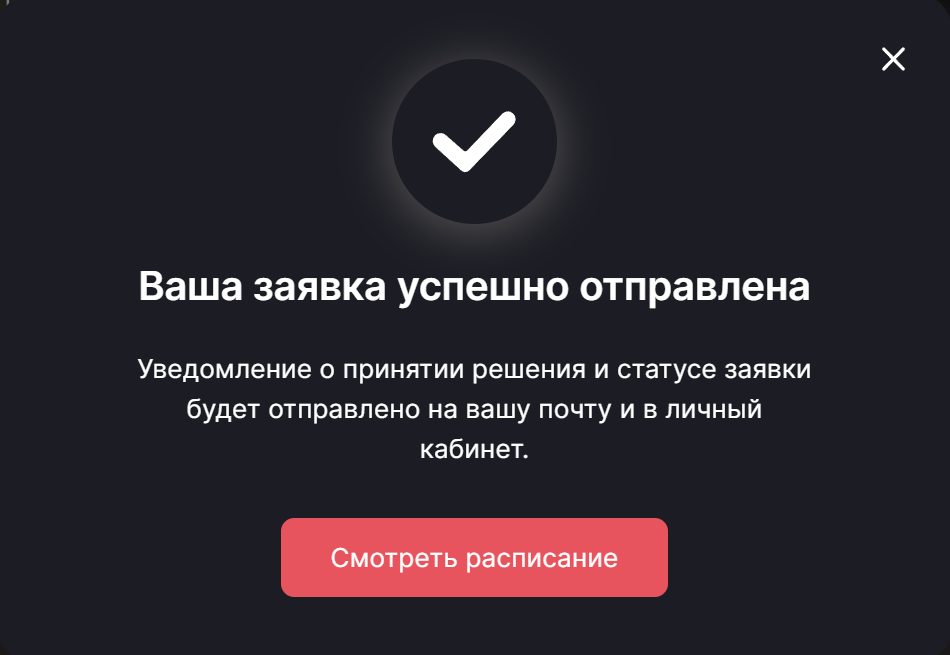 Ваша заявка успешно отправлена
Уведомление о принятии решения и статусе заявки
будет отправлено на вашу почту и в личный
кабинет.
Смотреть расписание